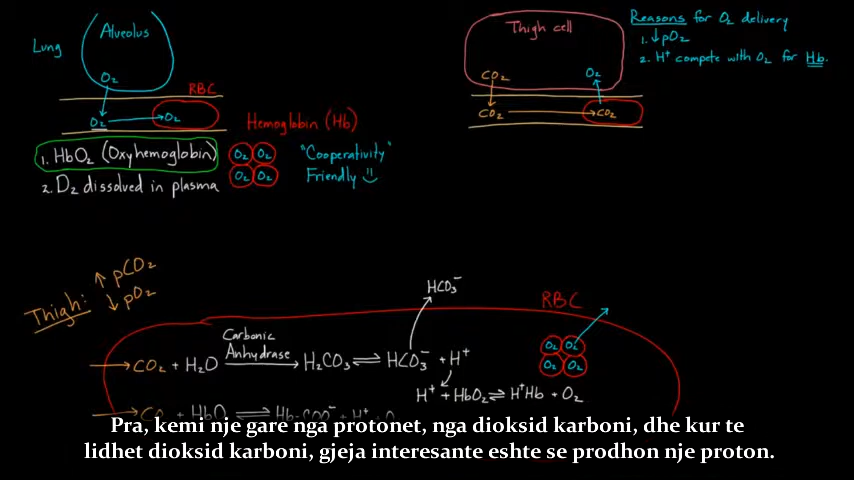 Lung
Alveolus
O₂
RBC
O₂ → O₂
Hemoglobin (Hb)
1. HbO₂ (Oxyhemoglobin)
2. O₂ dissolved in plasma
O₂ O₂
O₂ O₂
"Cooperativity"
Friendly
Thigh cell
CO₂ O₂
CO₂ → CO₂
Reasons for O₂ delivery
1. ↓pO₂
2. H⁺ compete with O₂ for Hb.
Thigh: ↑ pCO₂
↓ pO₂
HCO₃⁻
RBC
Carbonic
Anhydrase
→ CO₂ + H₂O → H₂CO₃ ⇌ HCO₃⁻ + H⁺
H⁺ + HbO₂ ⇌ H⁺Hb + O₂
O₂ O₂
O₂ O₂
Pra, kemi nje gare nga protonet, nga dioksid karboni, dhe kur te
lidhet dioksid karboni, gjeja interesante eshte se prodhon nje proton.